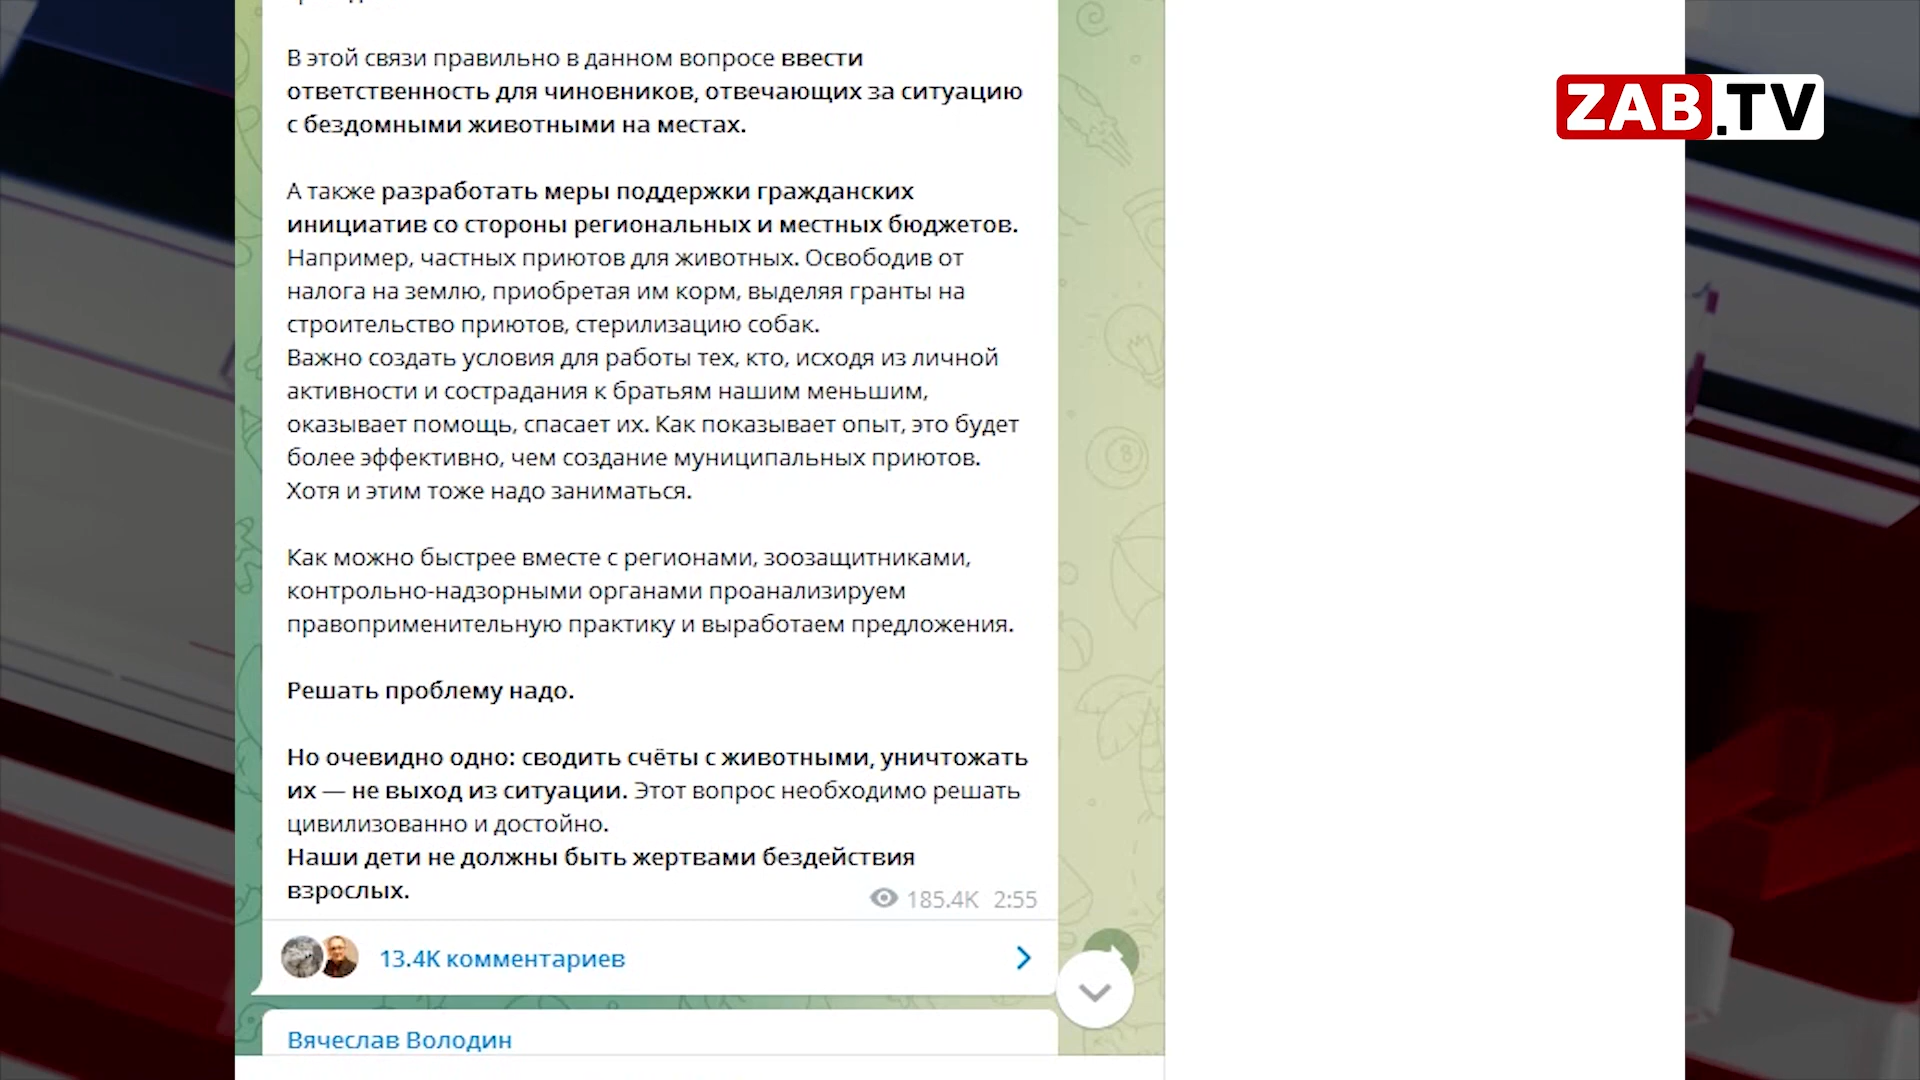 В этой связи правильно в данном вопросе ввести
ответственность для чиновников, отвечающих за ситуацию
с бездомными животными на местах.
А также разработать меры поддержки гражданских
инициатив со стороны региональных и местных бюджетов.
Например, частных приютов для животных. Освободив от
налога на землю, приобретая им корм, выделяя гранты на
строительство приютов, стерилизацию собак.
Важно создать условия для работы тех, кто, исходя из личной
активности и сострадания к братьям нашим меньшим,
оказывает помощь, спасает их. Как показывает опыт, это будет
более эффективно, чем создание муниципальных приютов.
Хотя и этим тоже надо заниматься.
Как можно быстрее вместе с регионами, зоозащитниками,
контрольно-надзорными органами проанализируем
правоприменительную практику и выработаем предложения.
Решать проблему надо.
Но очевидно одно: сводить счёты с животными, уничтожать
их — не выход из ситуации. Этот вопрос необходимо решать
цивилизованно и достойно.
Наши дети не должны быть жертвами бездействия
взрослых.
185.4K 2:55
13.4K комментариев
Вячеслав Володин
ZAB.TV